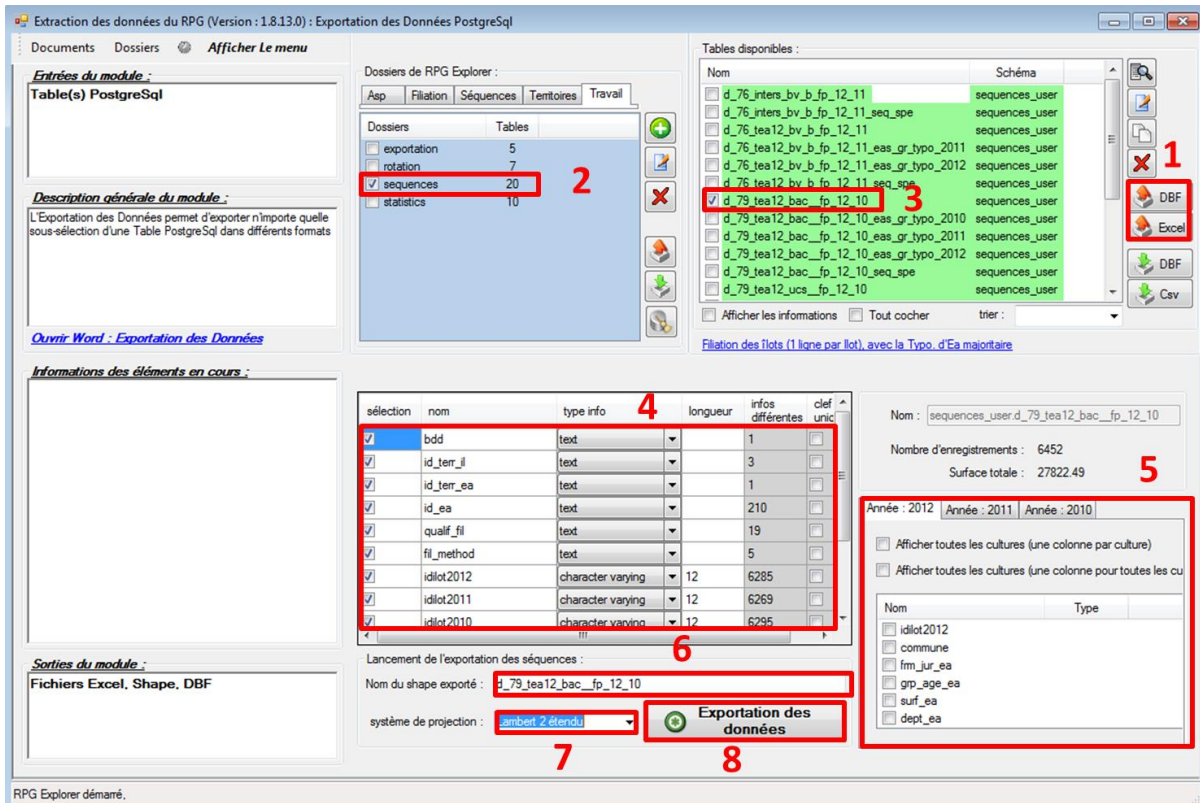 Extraction des données du RPG (Version : 1.8.13.0) : Exportation des Données PostgreSql
Documents Dossiers Afficher Le menu
Entrées du module :
Table(s) PostgreSql
Description générale du module :
L'Exportation des Données permet d'exporter n'importe quelle
sous-sélection d'une Table PostgreSql dans différents formats
Ouvrir Word : Exportation des Données
Informations des éléments en cours :
Sorties du module :
Fichiers Excel, Shape, DBF
Dossiers de RPG Explorer :
Asp Filiation Séquences Territoires Travail
Dossiers Tables
exportation 5
rotation 7
sequences 20
statistics 10
2
Tables disponibles :
Nom Schéma
d_76_inters_bv_b_fp_12_11 sequences_user
d_76_inters_bv_b_fp_12_11_seq_spe sequences_user
d_76_tea12_bv_b_fp_12_11 sequences_user
d_76_tea12_bv_b_fp_12_11_eas_gr_typo_2011 sequences_user
d_76_tea12_bv_b_fp_12_11_eas_gr_typo_2012 sequences_user
d_76_tea12_bv_b_fp_12_11_seq_spe sequences_user
d_79_tea12_bac__fp_12_10 sequences_user
d_79_tea12_bac__fp_12_10_eas_gr_typo_2010 sequences_user
d_79_tea12_bac__fp_12_10_eas_gr_typo_2011 sequences_user
d_79_tea12_bac__fp_12_10_eas_gr_typo_2012 sequences_user
d_79_tea12_bac__fp_12_10_seq_spe sequences_user
d_79_tea12_ucs__fp_12_10 sequences_user
3
1
DBF
Excel
DBF
Csv
Afficher les informations Tout cocher trier :
Filiation des îlots (1 ligne par Ilot), avec la Typo. d'Ea majoritaire
4
sélection nom type info longueur infos différentes clef unic
bdd text 1
id_terr_il text 3
id_terr_ea text 1
id_ea text 210
qualif_fil text 19
fil_method text 5
idilot2012 character varying 12 6285
idilot2011 character varying 12 6269
idilot2010 character varying 12 6295
6
Lancement de l'exportation des séquences :
Nom du shape exporté : d_79_tea12_bac__fp_12_10
système de projection : Lambert 2 étendu
Exportation des
données
7
8
Nom : sequences_user.d_79_tea12_bac__fp_12_10
Nombre d'enregistrements : 6452
Surface totale : 27822.49
5
Année : 2012 Année : 2011 Année : 2010
Afficher toutes les cultures (une colonne par culture)
Afficher toutes les cultures (une colonne pour toutes les cu
Nom Type
idilot2012
commune
frm_jur_ea
grp_age_ea
surf_ea
dept_ea
RPG Explorer démarré,